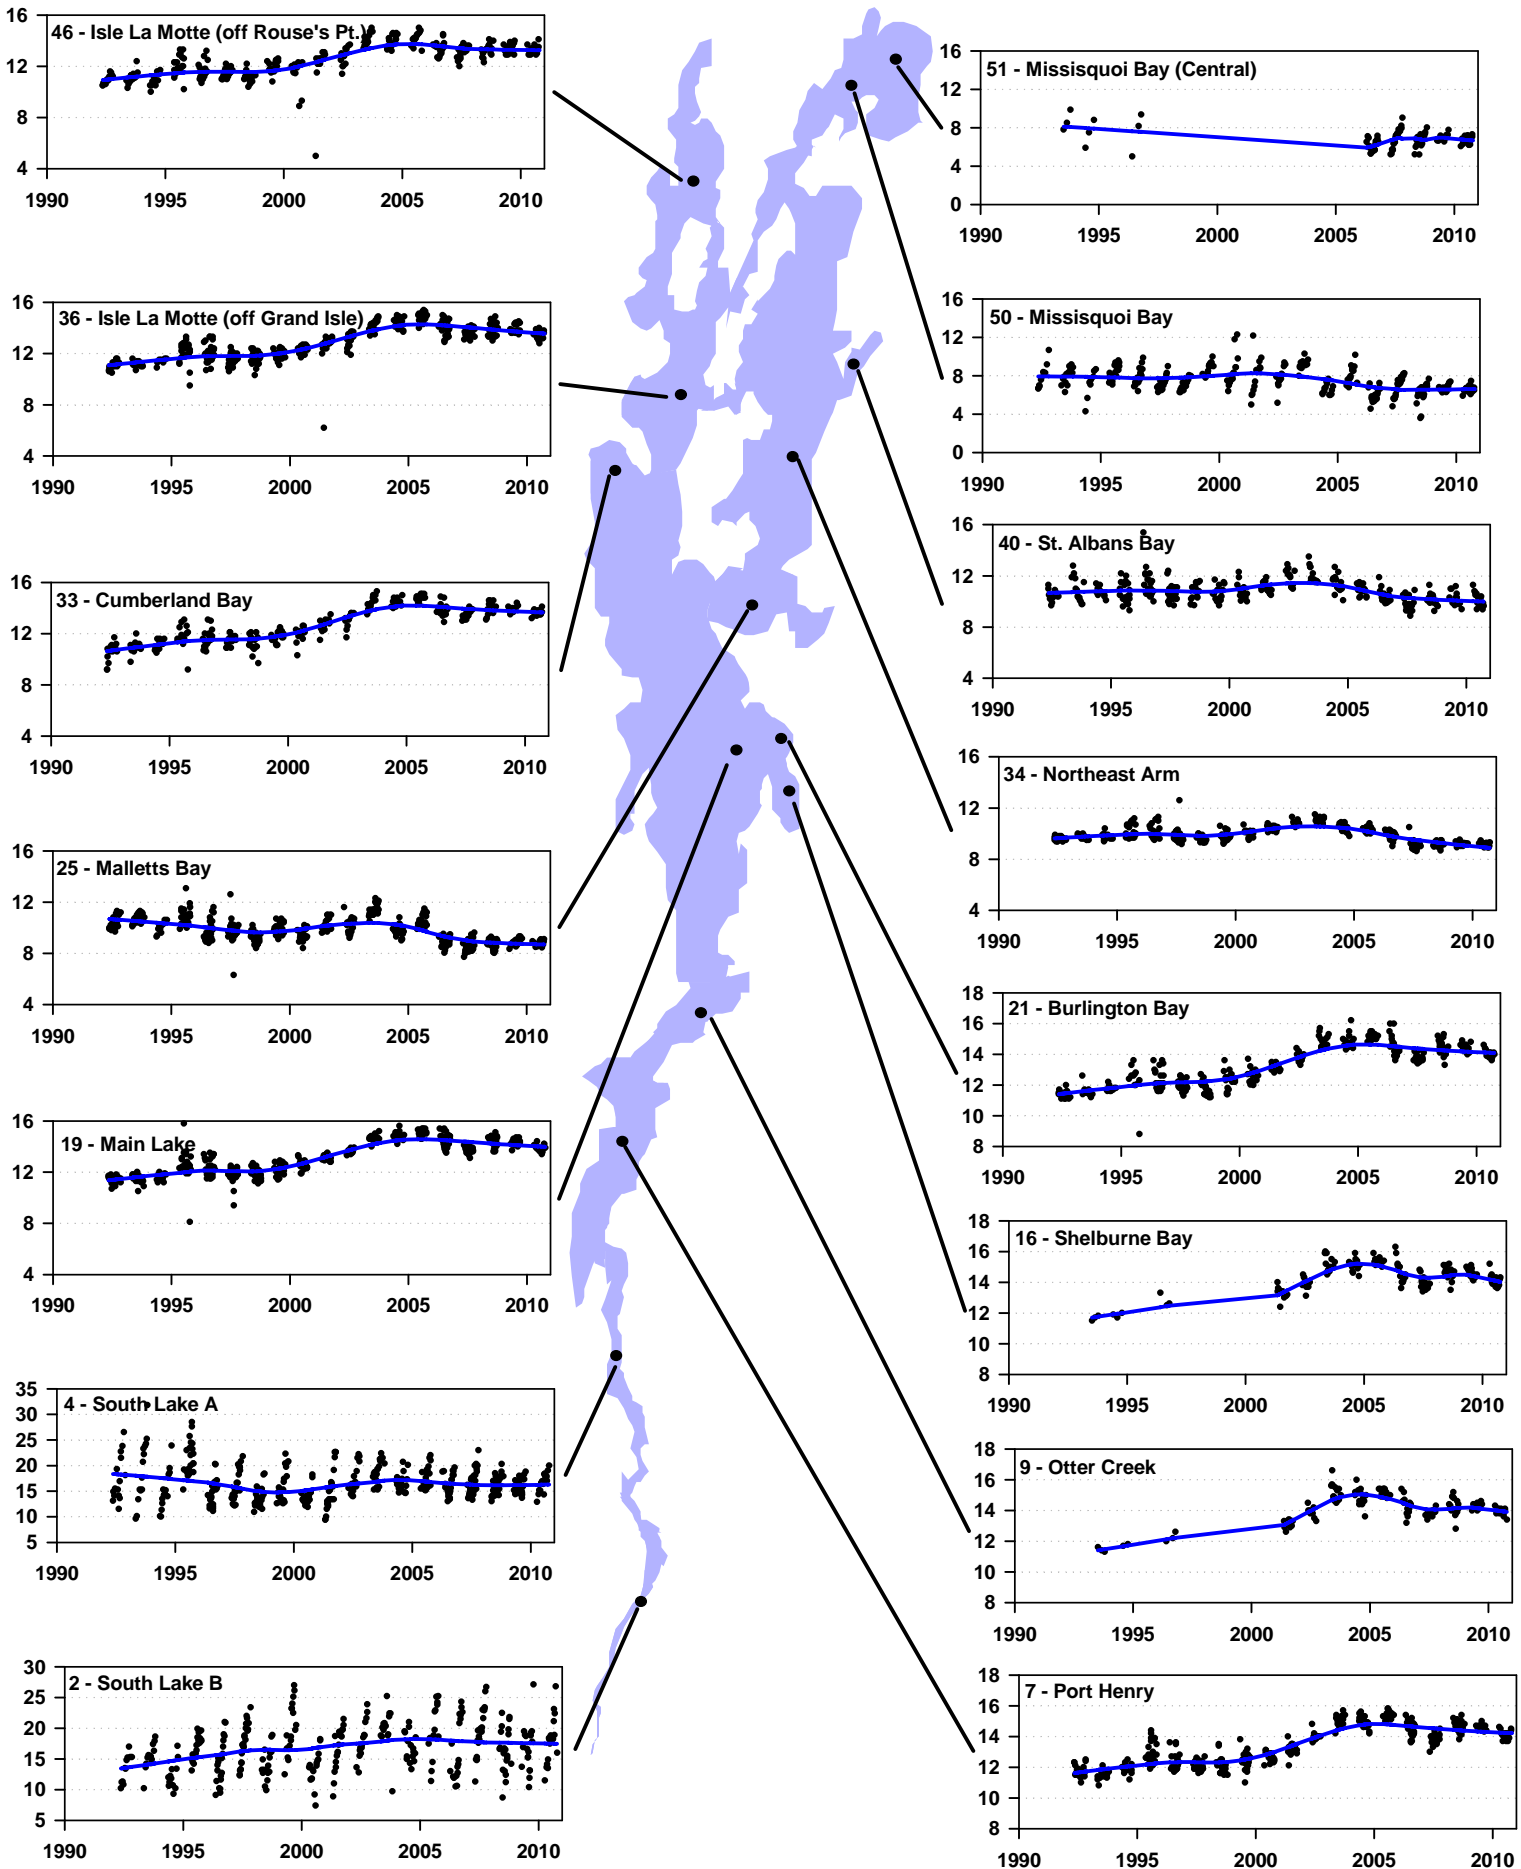 46 - Isle La Motte (off Rouse's Pt.)
16
12
8
4
1990 1995 2000 2005 2010
36 - Isle La Motte (off Grand Isle)
16
12
8
4
1990 1995 2000 2005 2010
33 - Cumberland Bay
16
12
8
4
1990 1995 2000 2005 2010
25 - Malletts Bay
16
12
8
4
1990 1995 2000 2005 2010
19 - Main Lake
16
12
8
4
1990 1995 2000 2005 2010
4 - South Lake A
35
30
25
20
15
10
5
1990 1995 2000 2005 2010
2 - South Lake B
30
25
20
15
10
5
1990 1995 2000 2005 2010
51 - Missisquoi Bay (Central)
16
12
8
4
0
1990 1995 2000 2005 2010
50 - Missisquoi Bay
16
12
8
4
0
1990 1995 2000 2005 2010
40 - St. Albans Bay
16
12
8
4
1990 1995 2000 2005 2010
34 - Northeast Arm
16
12
8
4
1990 1995 2000 2005 2010
21 - Burlington Bay
18
16
14
12
10
8
1990 1995 2000 2005 2010
16 - Shelburne Bay
18
16
14
12
10
8
1990 1995 2000 2005 2010
9 - Otter Creek
18
16
14
12
10
8
1990 1995 2000 2005 2010
7 - Port Henry
18
16
14
12
10
8
1990 1995 2000 2005 2010